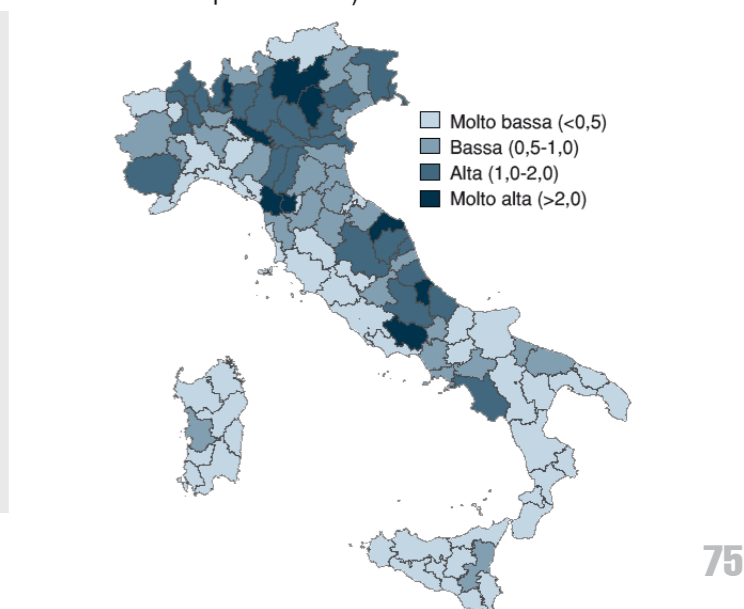 Molto bassa (<0,5)
Bassa (0,5-1,0)
Alta (1,0-2,0)
Molto alta (>2,0)
75